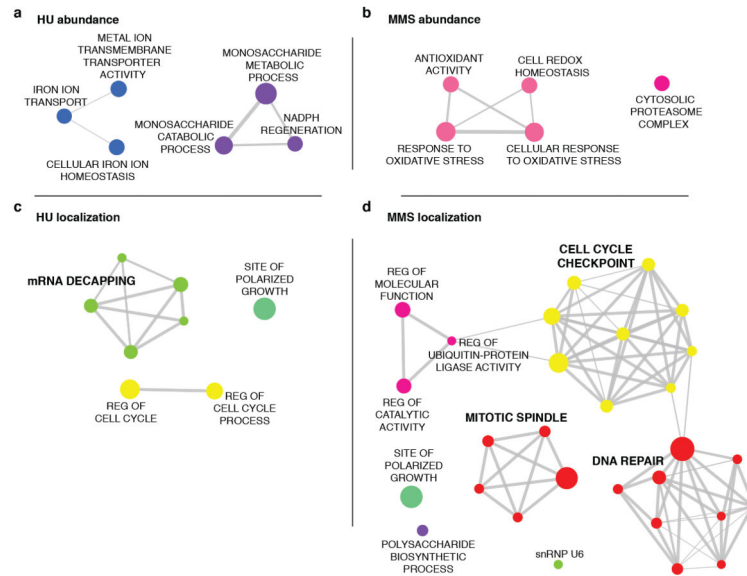 a HU abundance
METAL ION
TRANSMEMBRANE
TRANSPORTER
ACTIVITY
IRON ION
TRANSPORT
CELLULAR IRON ION
HOMEOSTASIS
MONOSACCHARIDE
METABOLIC
PROCESS
NADPH
REGENERATION
MONOSACCHARIDE
CATABOLIC
PROCESS
b MMS abundance
ANTIOXIDANT
ACTIVITY
CELL REDOX
HOMEOSTASIS
RESPONSE TO
OXIDATIVE STRESS
CELLULAR RESPONSE
TO OXIDATIVE STRESS
CYTOSOLIC
PROTEASOME
COMPLEX
c HU localization
mRNA DECAPPING
SITE OF
POLARIZED
GROWTH
REG OF
CELL CYCLE
REG OF
CELL CYCLE
PROCESS
d MMS localization
CELL CYCLE
CHECKPOINT
REG OF
MOLECULAR
FUNCTION
REG OF
UBIQUITIN-PROTEIN
LIGASE ACTIVITY
REG OF
CATALYTIC
ACTIVITY
MITOTIC SPINDLE
DNA REPAIR
SITE OF
POLARIZED
GROWTH
POLYSACCHARIDE
BIOSYNTHETIC
PROCESS
snRNP U6